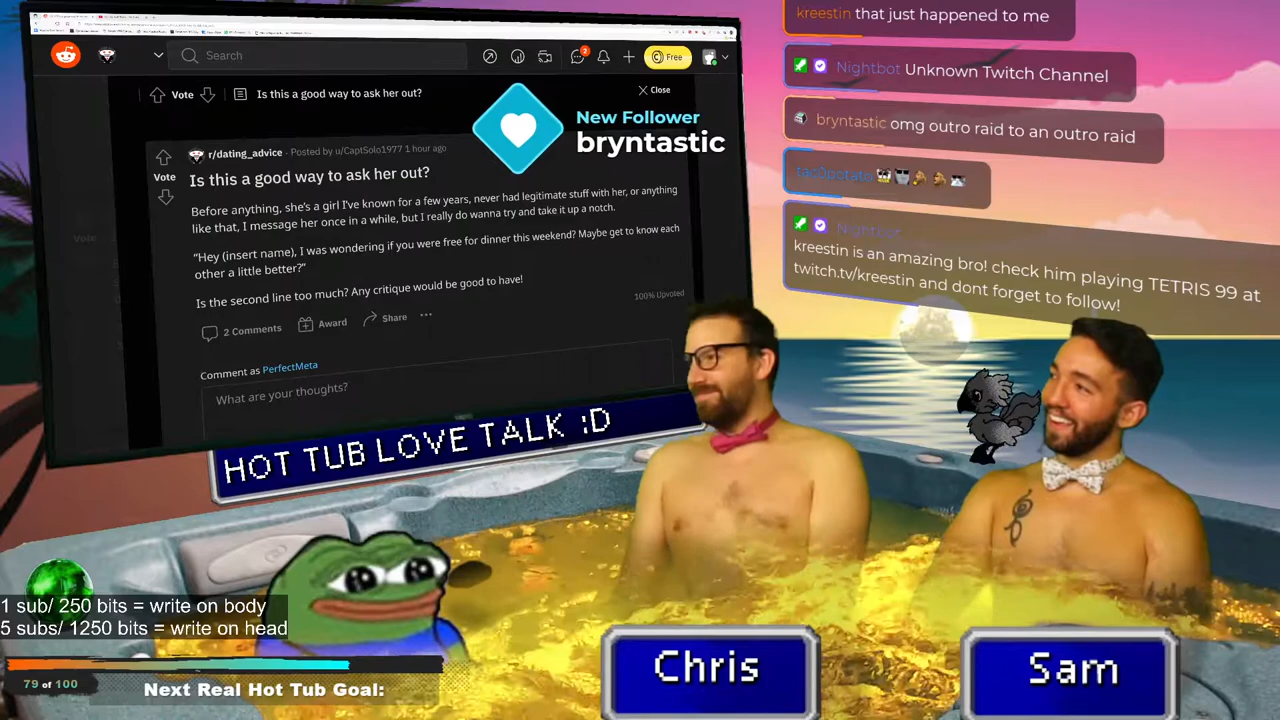 Search
2
Free
Vote
Is this a good way to ask her out?
Close
New Follower
bryntastic
r/dating_advice · Posted by u/CaptSolo1977 1 hour ago
Vote
Is this a good way to ask her out?
Before anything, she's a girl I've known for a few years, never had legitimate stuff with her, or anything
like that, I message her once in a while, but I really do wanna try and take it up a notch.
"Hey (insert name), I was wondering if you were free for dinner this weekend? Maybe get to know each
other a little better?"
Is the second line too much? Any critique would be good to have!
100% Upvoted
2 Comments
Award
Share
Comment as PerfectMeta
What are your thoughts?
Vote
HOT TUB LOVE TALK :D
kreestin that just happened to me
Nightbot Unknown Twitch Channel
bryntastic omg outro raid to an outro raid
tac0potato
Nightbot
kreestin is an amazing bro! check him playing TETRIS 99 at
twitch.tv/kreestin and dont forget to follow!
1 sub/ 250 bits = write on body
5 subs/ 1250 bits = write on head
79 of 100
Next Real Hot Tub Goal:
Chris
Sam